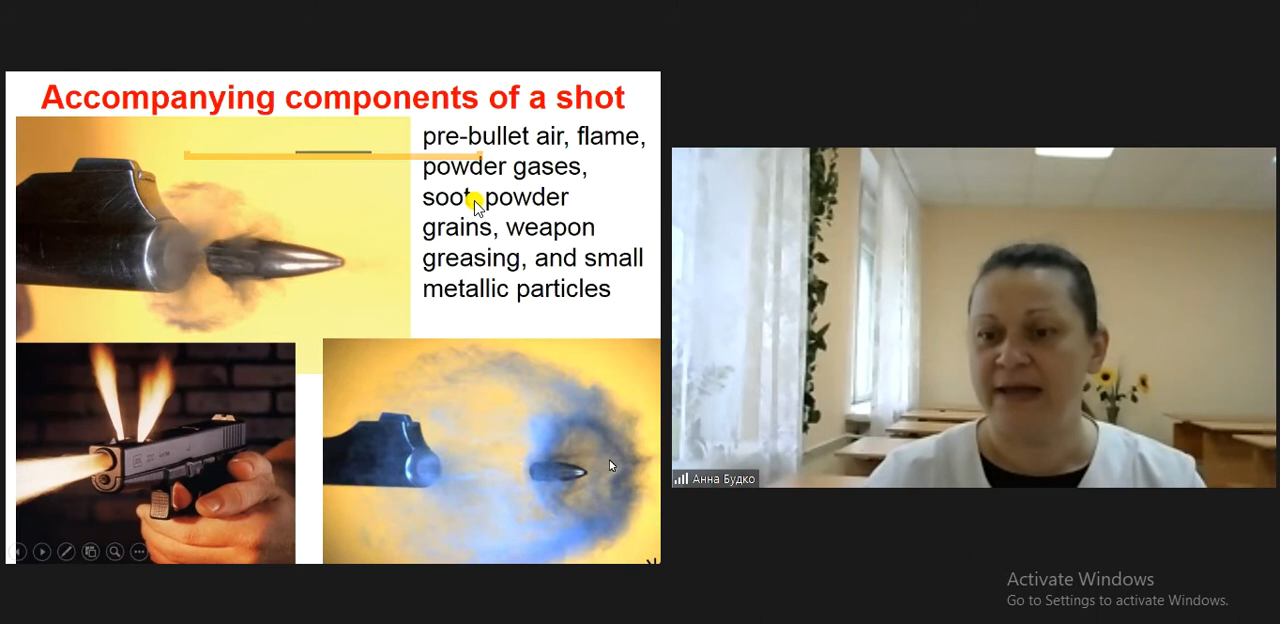 Accompanying components of a shot
pre-bullet air, flame,
powder gases,
soot, powder
grains, weapon
greasing, and small
metallic particles
Анна Будко
Activate Windows
Go to Settings to activate Windows.